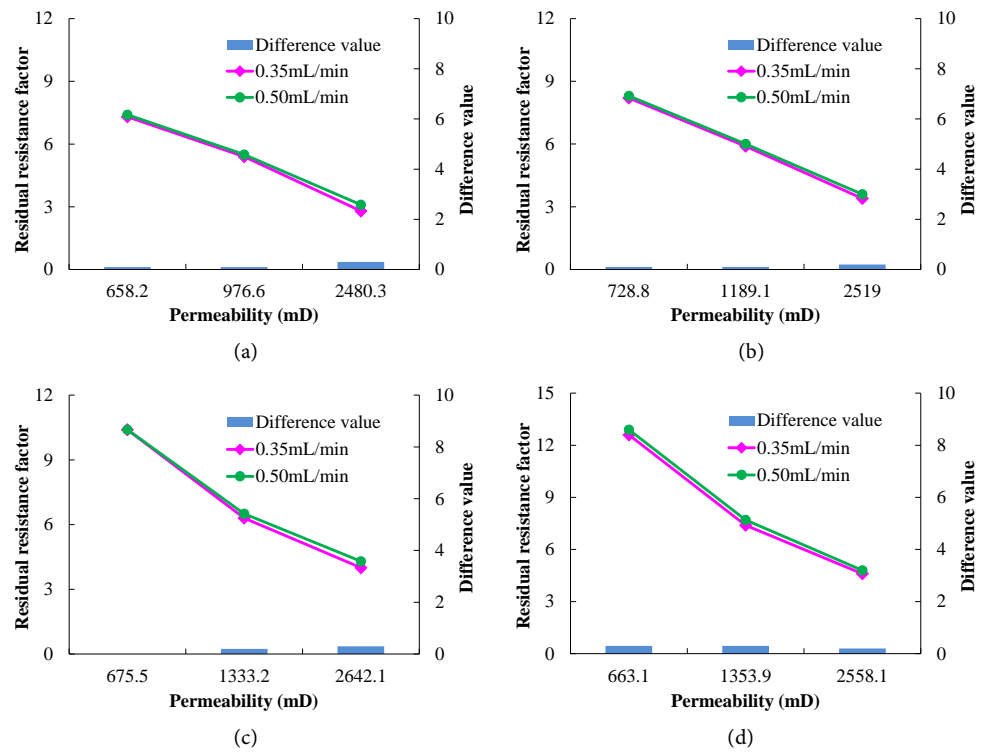 12
9
6
3
0
Residual resistance factor
10
8
6
4
2
0
Difference value
Difference value
0.35mL/min
0.50mL/min
658.2 976.6 2480.3
Permeability (mD)
(a)
12
9
6
3
0
Residual resistance factor
10
8
6
4
2
0
Difference value
Difference value
0.35mL/min
0.50mL/min
728.8 1189.1 2519
Permeability (mD)
(b)
12
9
6
3
0
Residual resistance factor
10
8
6
4
2
0
Difference value
Difference value
0.35mL/min
0.50mL/min
675.5 1333.2 2642.1
Permeability (mD)
(c)
15
12
9
6
3
0
Residual resistance factor
10
8
6
4
2
0
Difference value
Difference value
0.35mL/min
0.50mL/min
663.1 1353.9 2558.1
Permeability (mD)
(d)